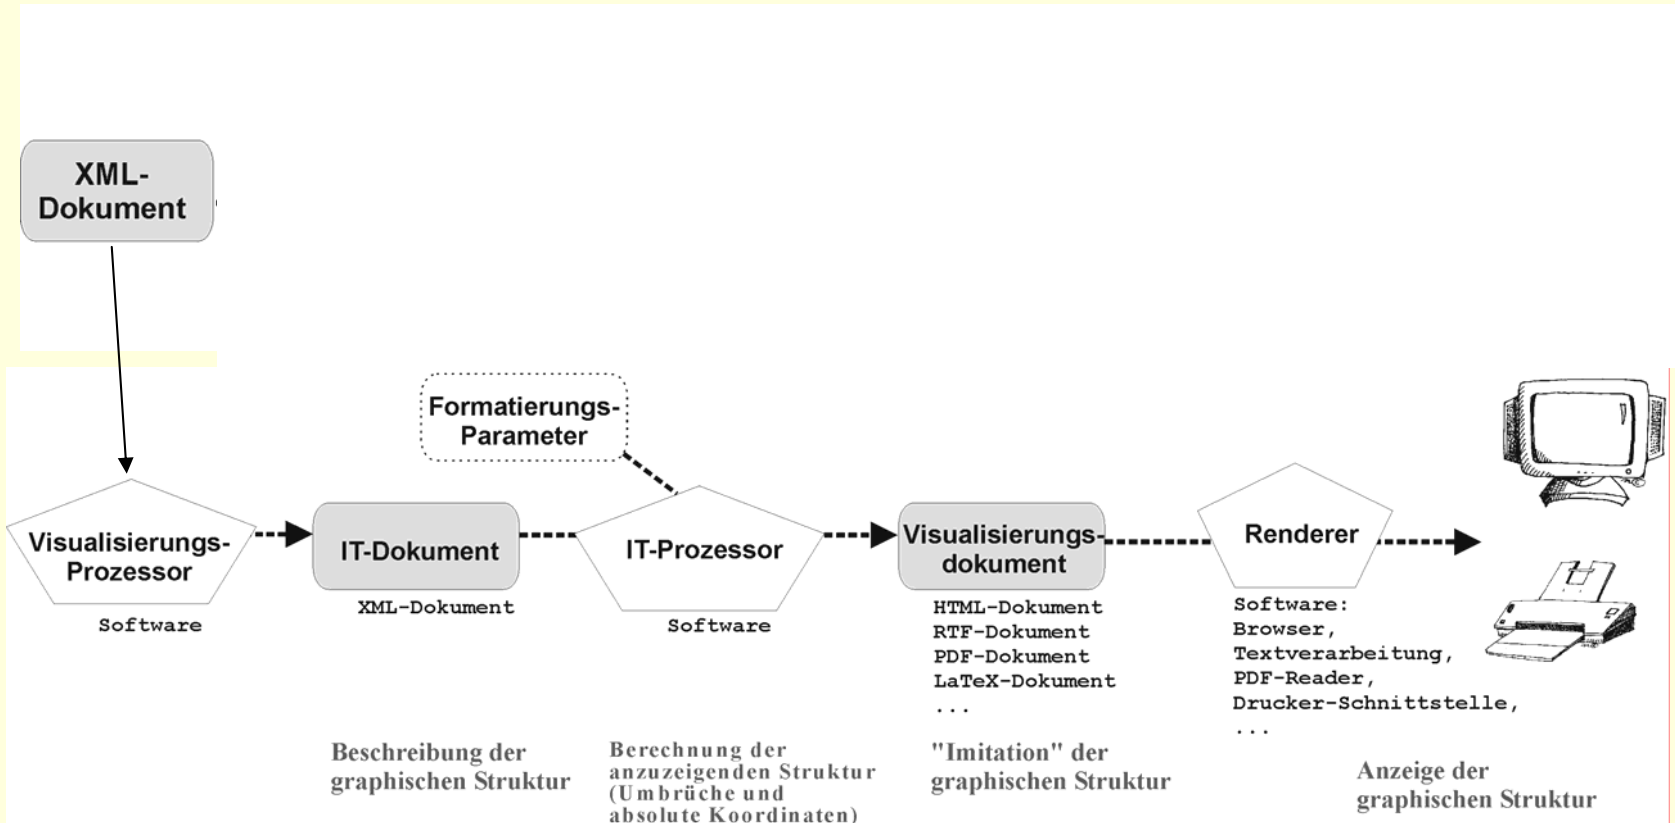 XML-
Dokument
Formatierungs-
Parameter
Visualisierungs-
Prozessor
Software
IT-Dokument
XML-Dokument
IT-Prozessor
Software
Visualisierungs-
dokument
HTML-Dokument
RTF-Dokument
PDF-Dokument
LaTeX-Dokument
...
Renderer
Software:
Browser,
Textverarbeitung,
PDF-Reader,
Drucker-Schnittstelle,
...
Beschreibung der
graphischen Struktur
Berechnung der
anzuzeigenden Struktur
(Umbrüche und
absolute Koordinaten)
"Imitation" der
graphischen Struktur
Anzeige der
graphischen Struktur